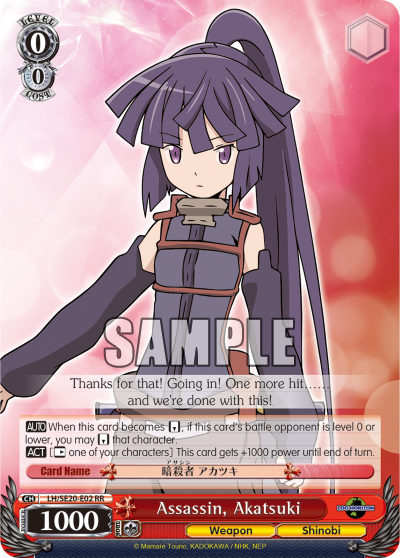 LEVEL
0
0
COST
SAMPLE
Thanks for that! Going in! One more hit……
and we're done with this!
AUTO When this card becomes [▼], if this card's battle opponent is level 0 or
lower, you may [▼] that character.
ACT [[▶] one of your characters] This card gets +1000 power until end of turn.
アサシン
Card Name 暗殺者 アカツキ
CH LH/SE20-E02 RR
1000
Assassin, Akatsuki
LOG HORIZON
Weapon Shinobi
© Mamare Touno, KADOKAWA / NHK, NEP